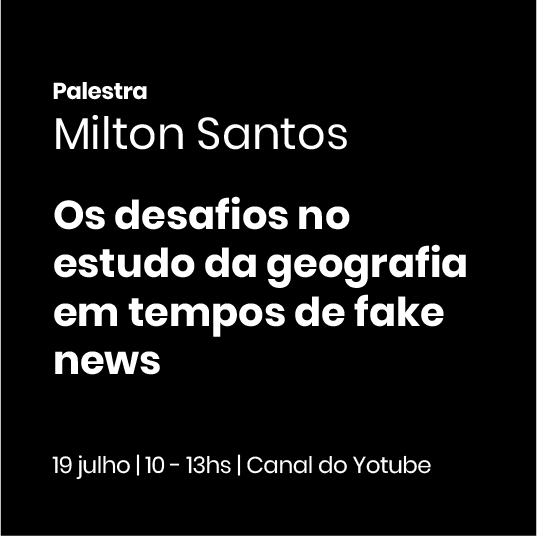 Palestra
Milton Santos
Os desafios no
estudo da geografia
em tempos de fake
news
19 julho | 10 - 13hs | Canal do Yotube